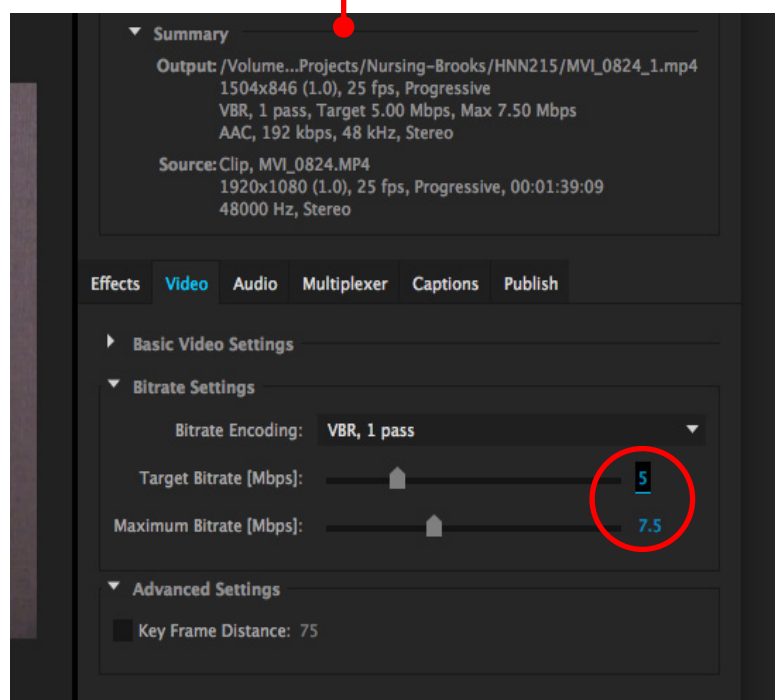 Summary
Output: /Volume...Projects/Nursing-Brooks/HNN215/MVI_0824_1.mp4
1504x846 (1.0), 25 fps, Progressive
VBR, 1 pass, Target 5.00 Mbps, Max 7.50 Mbps
AAC, 192 kbps, 48 kHz, Stereo
Source: Clip, MVI_0824.MP4
1920x1080 (1.0), 25 fps, Progressive, 00:01:39:09
48000 Hz, Stereo
Effects Video Audio Multiplexer Captions Publish
Basic Video Settings
Bitrate Settings
Bitrate Encoding: VBR, 1 pass
Target Bitrate [Mbps]: 5
Maximum Bitrate [Mbps]: 7.5
Advanced Settings
Key Frame Distance: 75